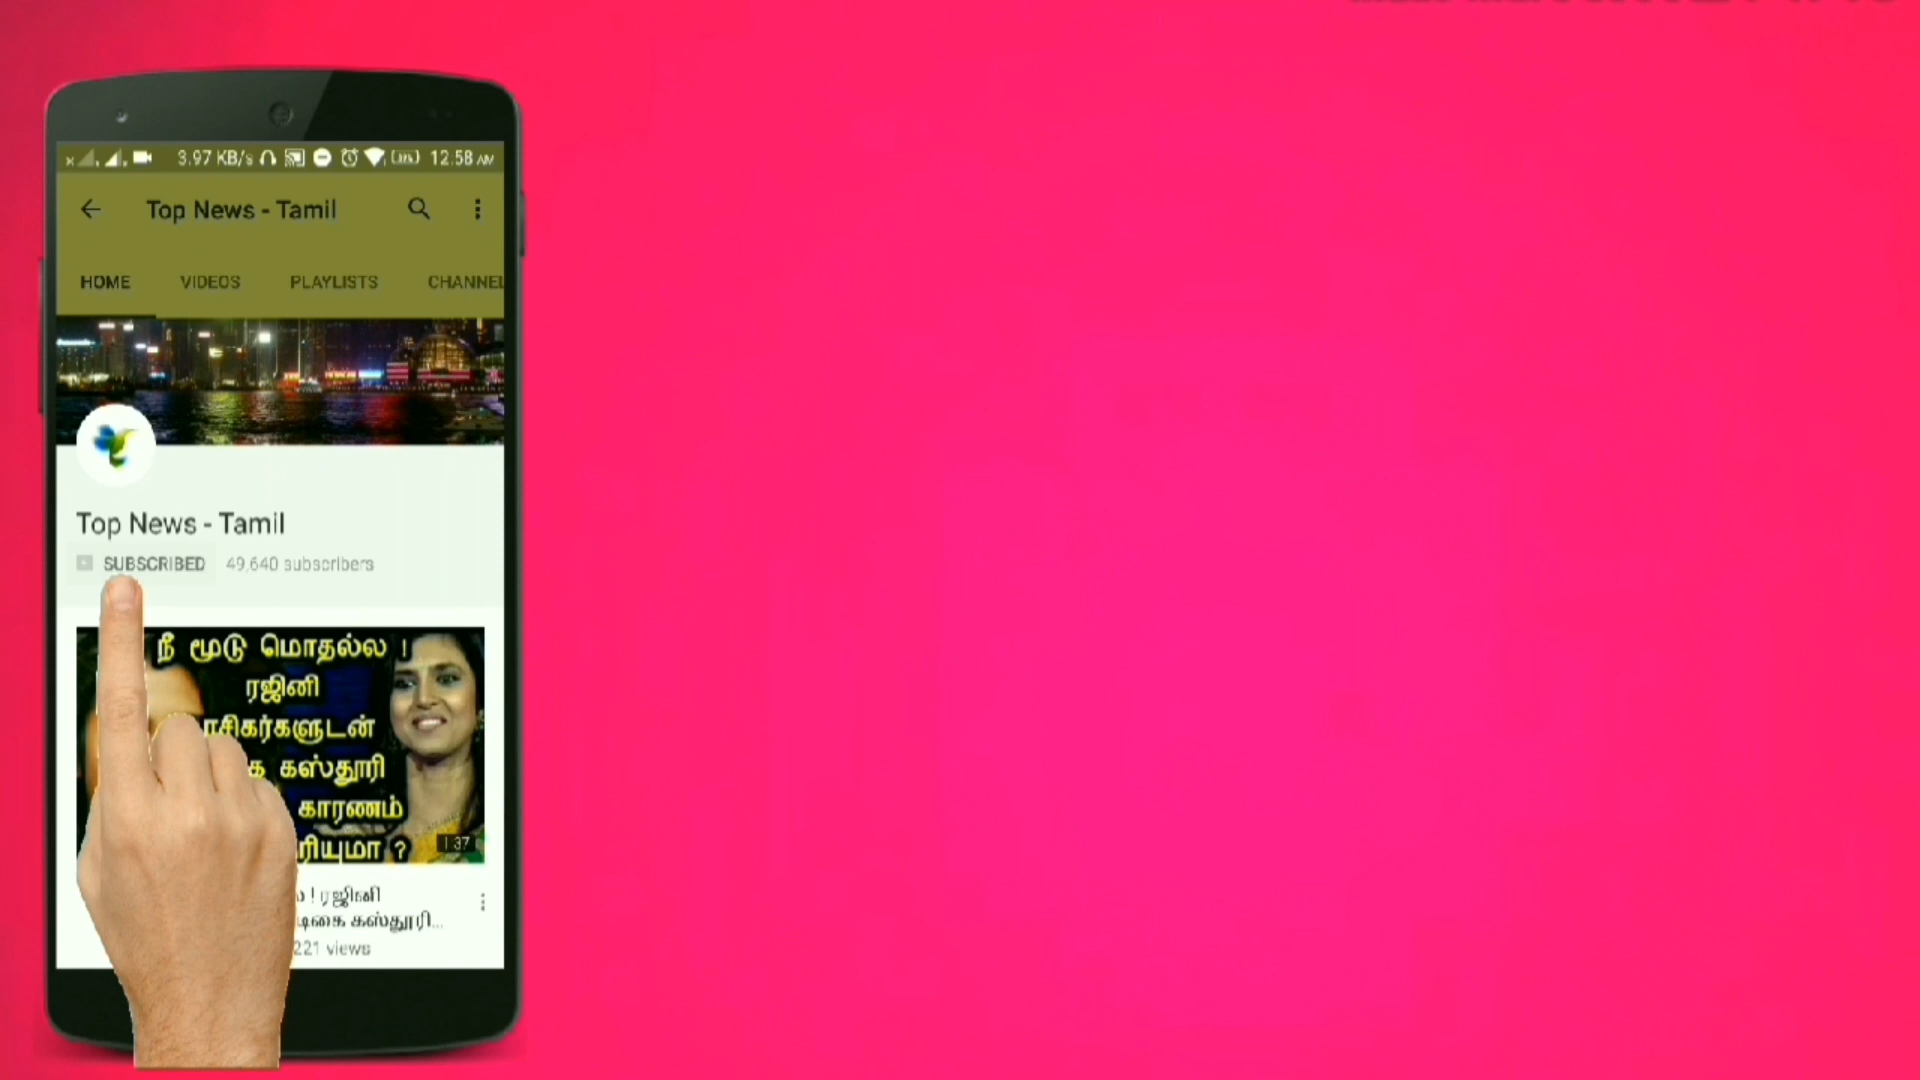 3.97 KB/s 12.58 AM
Top News - Tamil
HOME VIDEOS PLAYLISTS CHANNEL
Top News - Tamil
SUBSCRIBED 49,640 subscribers
நீ மூடு மொதல்ல !
ரஜினி
ரசிகர்களுடன்
கை கஸ்தூரி
காரணம்
ரியுமா ?
1:37
! ரஜினி
டிகை கஸ்தூரி...
221 views